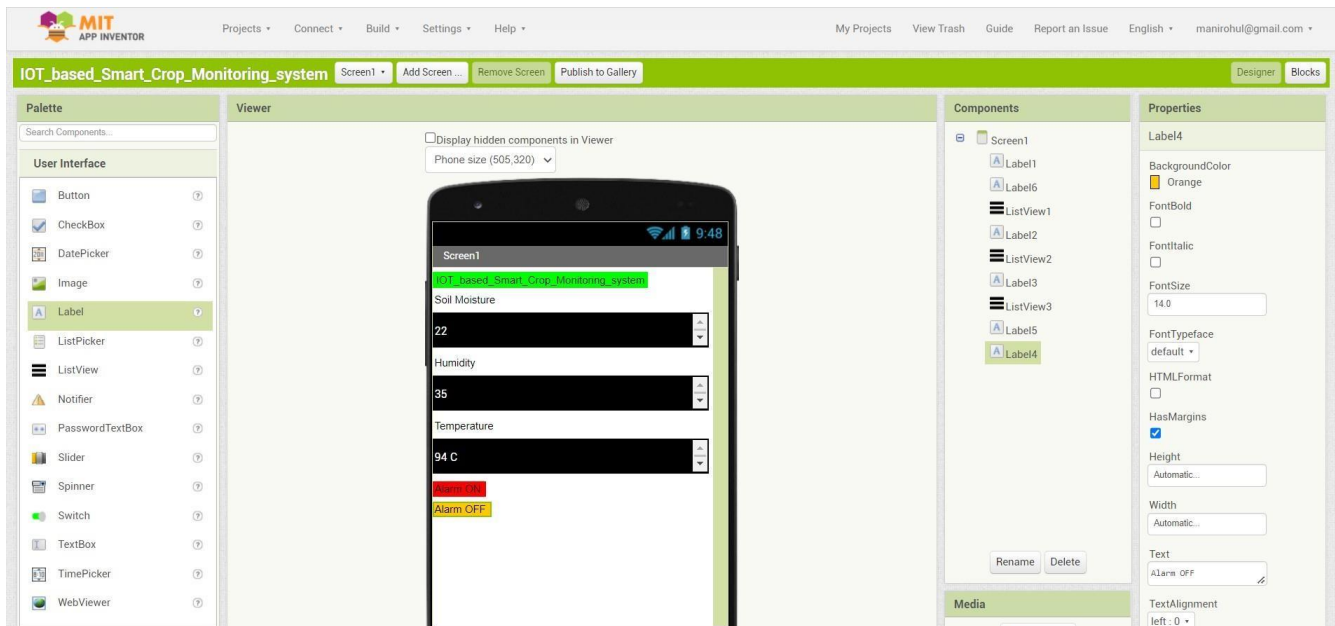 MIT
APP INVENTOR
Projects Connect Build Settings Help My Projects View Trash Guide Report an Issue English manirohul@gmail.com
IOT_based_Smart_Crop_Monitoring_system Screen1 Add Screen ... Remove Screen Publish to Gallery Designer Blocks
Palette
Search Components...
User Interface
Button ?
CheckBox ?
DatePicker ?
Image ?
Label ?
ListPicker ?
ListView ?
Notifier ?
PasswordTextBox ?
Slider ?
Spinner ?
Switch ?
TextBox ?
TimePicker ?
WebViewer ?
Viewer
Display hidden components in Viewer
Phone size (505,320)
9:48
Screen1
IOT_based_Smart_Crop_Monitoring_system
Soil Moisture
22
Humidity
35
Temperature
94 C
Alarm ON
Alarm OFF
Components
Screen1
Label1
Label6
ListView1
Label2
ListView2
Label3
ListView3
Label5
Label4
Rename Delete
Media
Properties
Label4
BackgroundColor
Orange
FontBold
FontItalic
FontSize
14.0
FontTypeface
default
HTMLFormat
HasMargins
Height
Automatic...
Width
Automatic...
Text
Alarm OFF
TextAlignment
left : 0